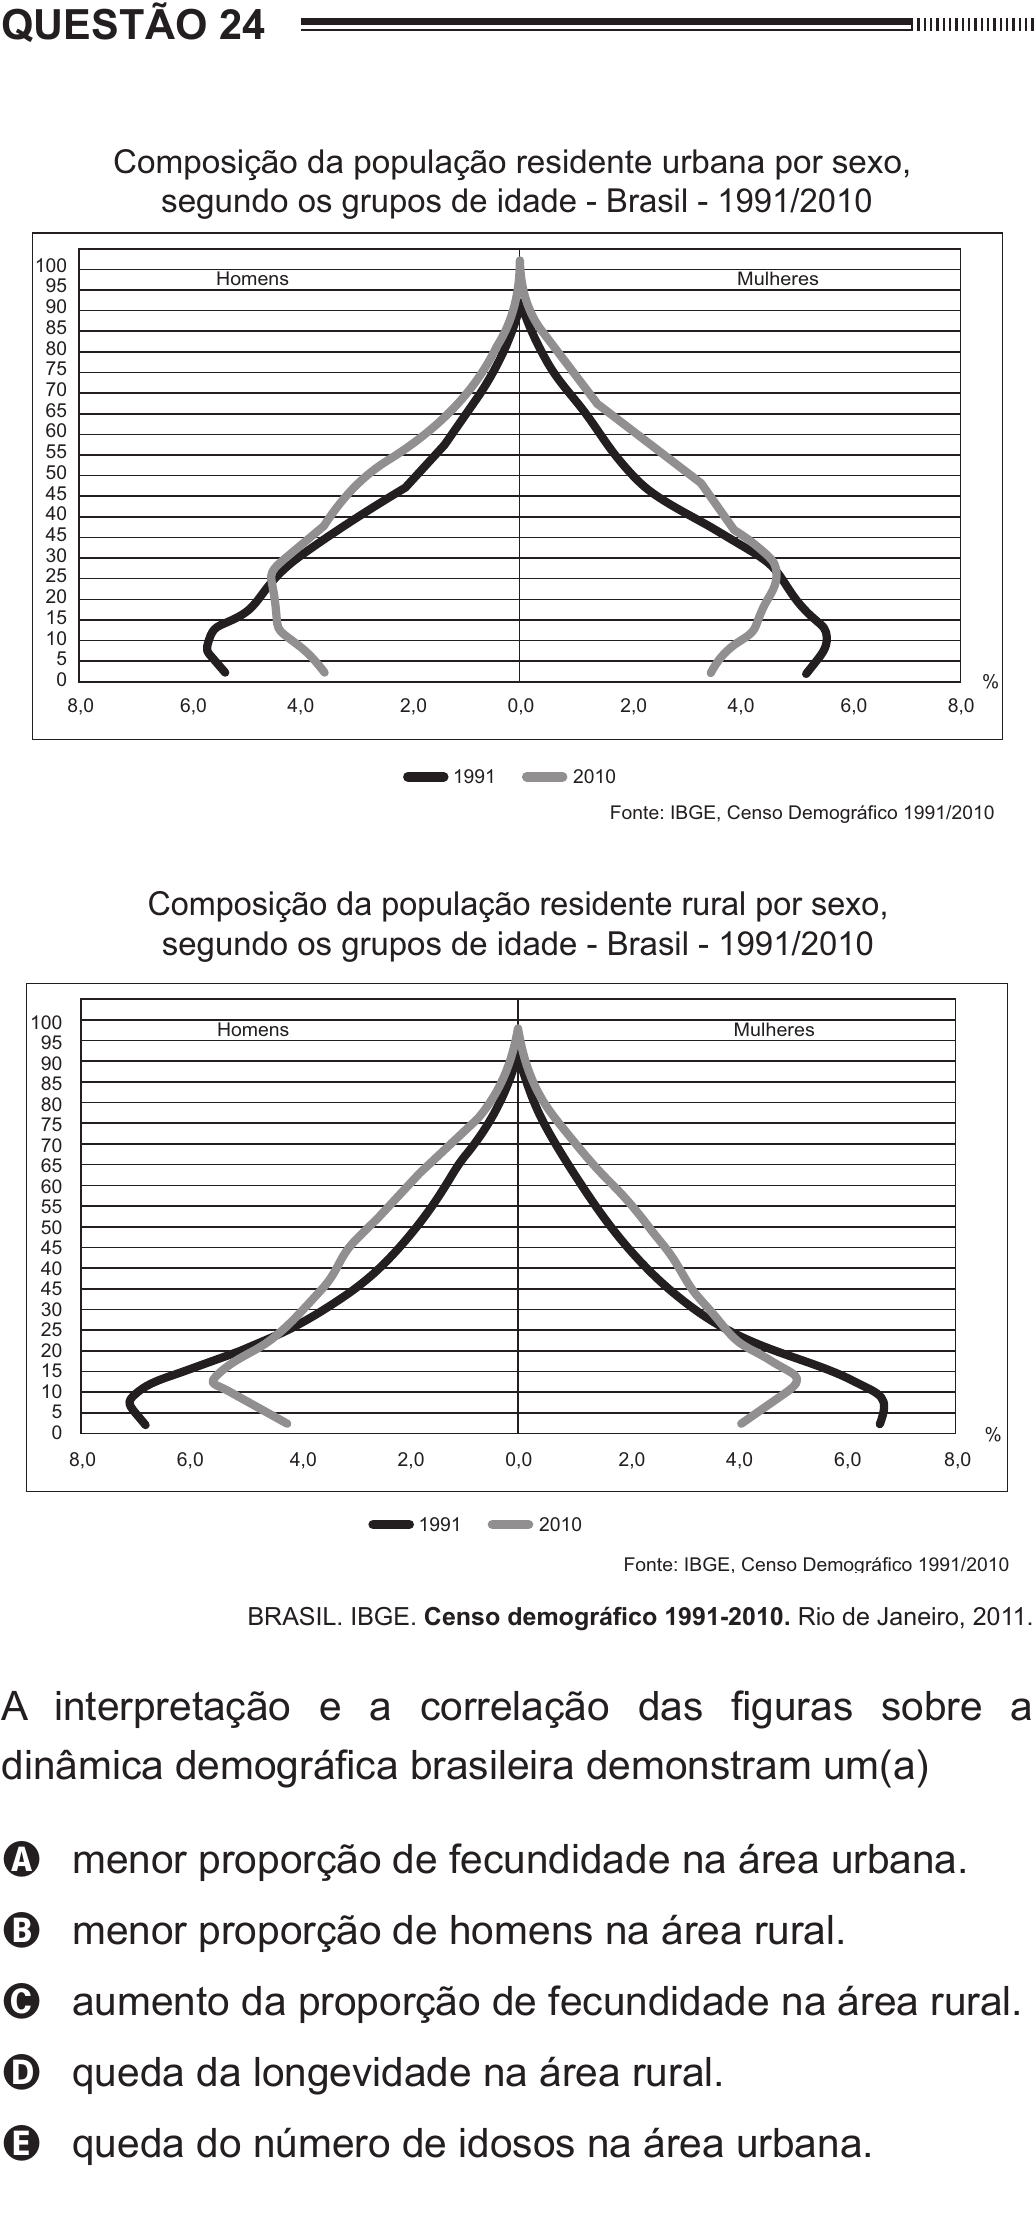 QUESTÃO 24
Composição da população residente urbana por sexo,
segundo os grupos de idade - Brasil - 1991/2010
Homens
Mulheres
100
95
90
85
80
75
70
65
60
55
50
45
40
45
30
25
20
15
10
5
0
%
8,0 6,0 4,0 2,0 0,0 2,0 4,0 6,0 8,0
1991 2010
Fonte: IBGE, Censo Demográfico 1991/2010
Composição da população residente rural por sexo,
segundo os grupos de idade - Brasil - 1991/2010
Homens
Mulheres
100
95
90
85
80
75
70
65
60
55
50
45
40
45
30
25
20
15
10
5
0
%
8,0 6,0 4,0 2,0 0,0 2,0 4,0 6,0 8,0
1991 2010
Fonte: IBGE, Censo Demográfico 1991/2010
BRASIL. IBGE. Censo demográfico 1991-2010. Rio de Janeiro, 2011.
A interpretação e a correlação das figuras sobre a
dinâmica demográfica brasileira demonstram um(a)
A menor proporção de fecundidade na área urbana.
B menor proporção de homens na área rural.
C aumento da proporção de fecundidade na área rural.
D queda da longevidade na área rural.
E queda do número de idosos na área urbana.